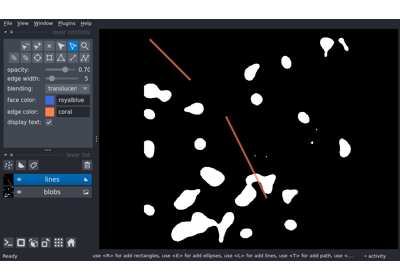 File View Window Plugins Help
layer controls
opacity: 0.70
edge width: 5
blending: translucen
face color: royalblue
edge color: coral
display text:
layer list
lines
blobs
Ready use <R> for add rectangles, use <E> for add ellipses, use <L> for add lines, use <T> for add path, use <... activity